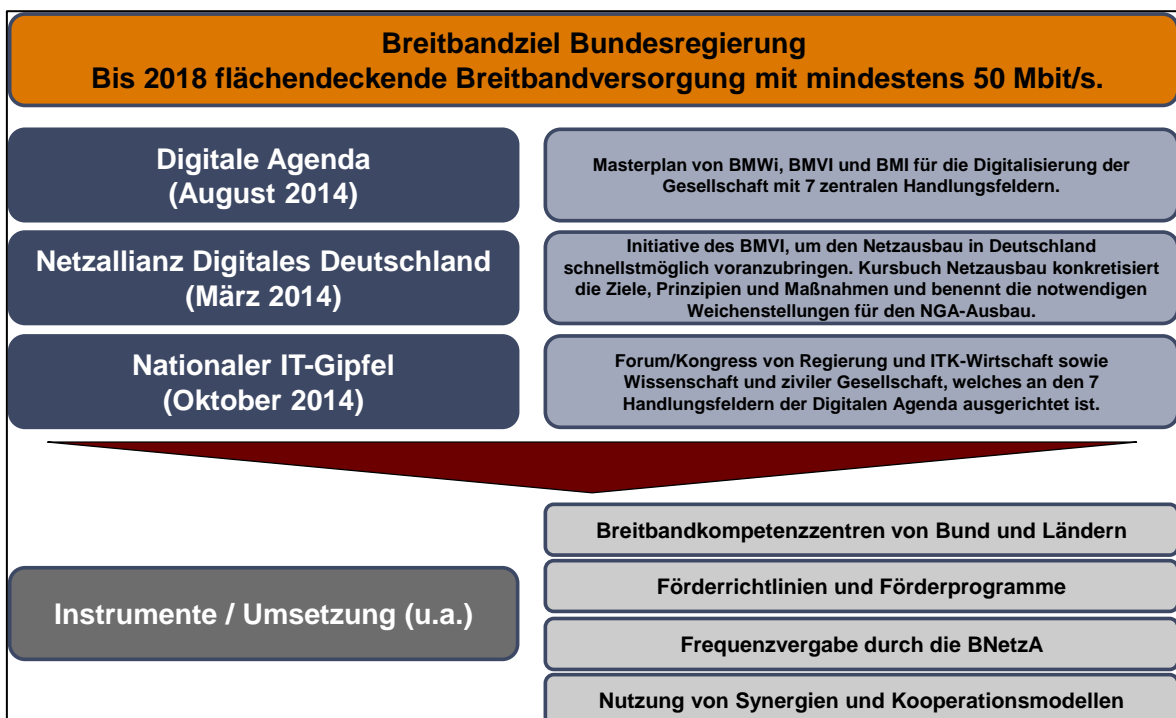 Breitbandziel Bundesregierung
Bis 2018 flächendeckende Breitbandversorgung mit mindestens 50 Mbit/s.
Digitale Agenda
(August 2014)
Masterplan von BMWi, BMVI und BMI für die Digitalisierung der
Gesellschaft mit 7 zentralen Handlungsfeldern.
Netzallianz Digitales Deutschland
(März 2014)
Initiative des BMVI, um den Netzausbau in Deutschland
schnellstmöglich voranzubringen. Kursbuch Netzausbau konkretisiert
die Ziele, Prinzipien und Maßnahmen und benennt die notwendigen
Weichenstellungen für den NGA-Ausbau.
Nationaler IT-Gipfel
(Oktober 2014)
Forum/Kongress von Regierung und ITK-Wirtschaft sowie
Wissenschaft und ziviler Gesellschaft, welches an den 7
Handlungsfeldern der Digitalen Agenda ausgerichtet ist.
Instrumente / Umsetzung (u.a.)
Breitbandkompetenzzentren von Bund und Ländern
Förderrichtlinien und Förderprogramme
Frequenzvergabe durch die BNetzA
Nutzung von Synergien und Kooperationsmodellen